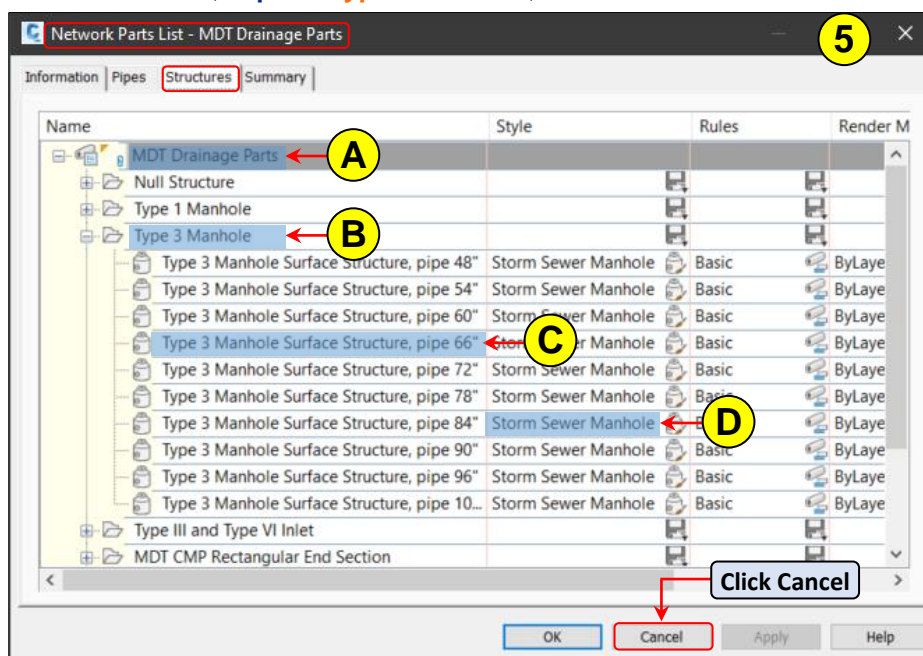 Network Parts List - MDT Drainage Parts
5
Information Pipes Structures Summary
Name Style Rules Render M
MDT Drainage Parts A
Null Structure
Type 1 Manhole
Type 3 Manhole B
Type 3 Manhole Surface Structure, pipe 48" Storm Sewer Manhole Basic ByLaye
Type 3 Manhole Surface Structure, pipe 54" Storm Sewer Manhole Basic ByLaye
Type 3 Manhole Surface Structure, pipe 60" Storm Sewer Manhole Basic ByLaye
Type 3 Manhole Surface Structure, pipe 66" C Manhole Basic ByLaye
Type 3 Manhole Surface Structure, pipe 72" Storm Sewer Manhole Basic ByLaye
Type 3 Manhole Surface Structure, pipe 78" Storm Sewer Manhole Basic ByLaye
Type 3 Manhole Surface Structure, pipe 84" Storm Sewer Manhole D ByLaye
Type 3 Manhole Surface Structure, pipe 90" Storm Sewer Manhole Basic ByLaye
Type 3 Manhole Surface Structure, pipe 96" Storm Sewer Manhole Basic ByLaye
Type 3 Manhole Surface Structure, pipe 10... Storm Sewer Manhole Basic ByLaye
Type III and Type VI Inlet
MDT CMP Rectangular End Section
Click Cancel
OK Cancel Apply Help